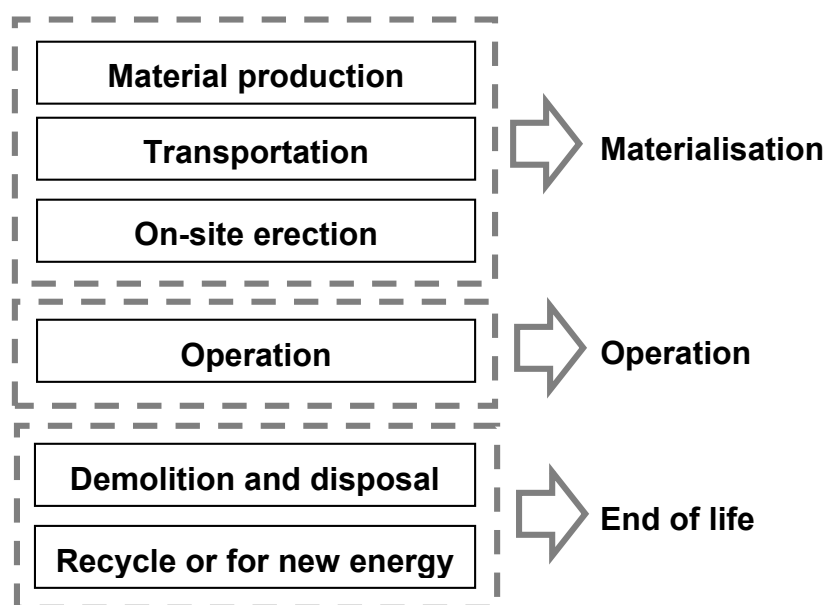 Material production
Transportation
On-site erection
Materialisation
Operation
Operation
Demolition and disposal
Recycle or for new energy
End of life